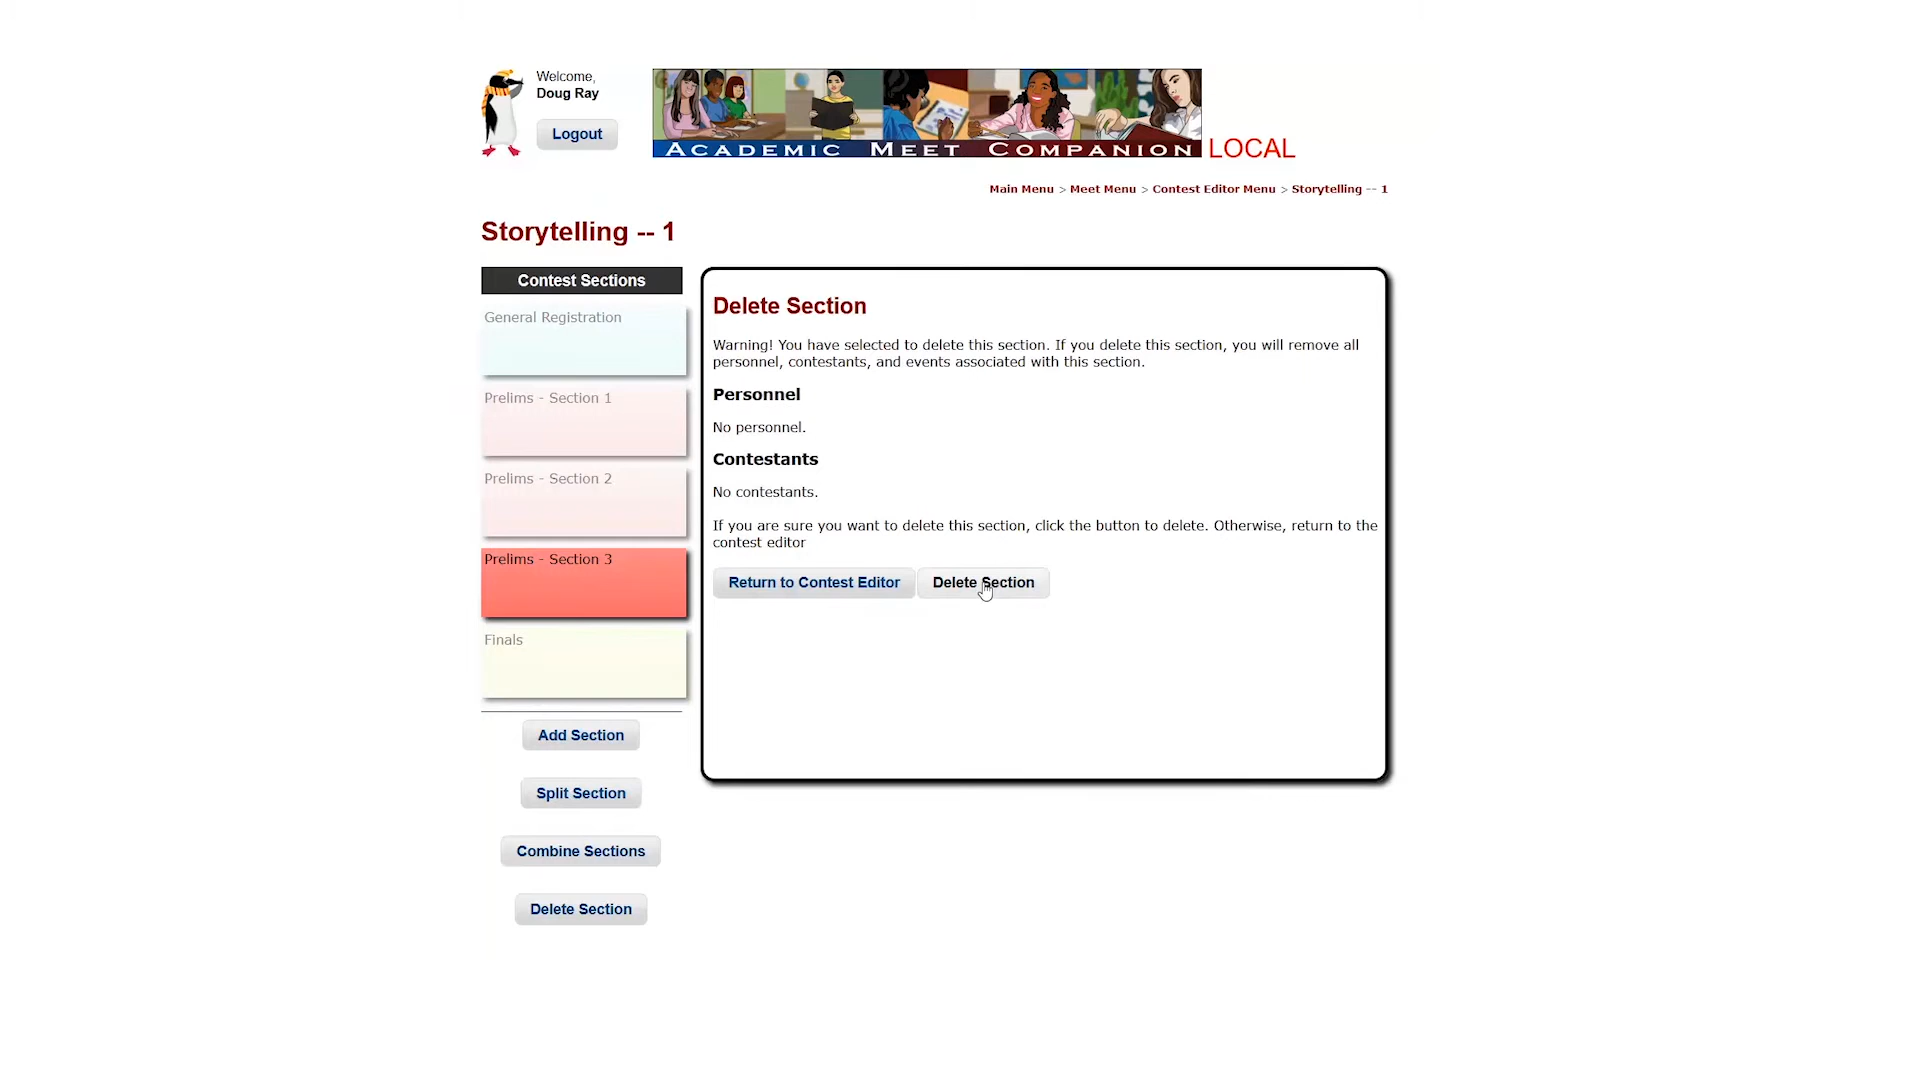 Welcome,
Doug Ray
Logout
ACADEMIC MEET COMPANION
LOCAL
Main Menu > Meet Menu > Contest Editor Menu > Storytelling -- 1
Storytelling -- 1
Contest Sections
General Registration
Prelims - Section 1
Prelims - Section 2
Prelims - Section 3
Finals
Add Section
Split Section
Combine Sections
Delete Section
Delete Section
Warning! You have selected to delete this section. If you delete this section, you will remove all
personnel, contestants, and events associated with this section.
Personnel
No personnel.
Contestants
No contestants.
If you are sure you want to delete this section, click the button to delete. Otherwise, return to the
contest editor
Return to Contest Editor
Delete Section